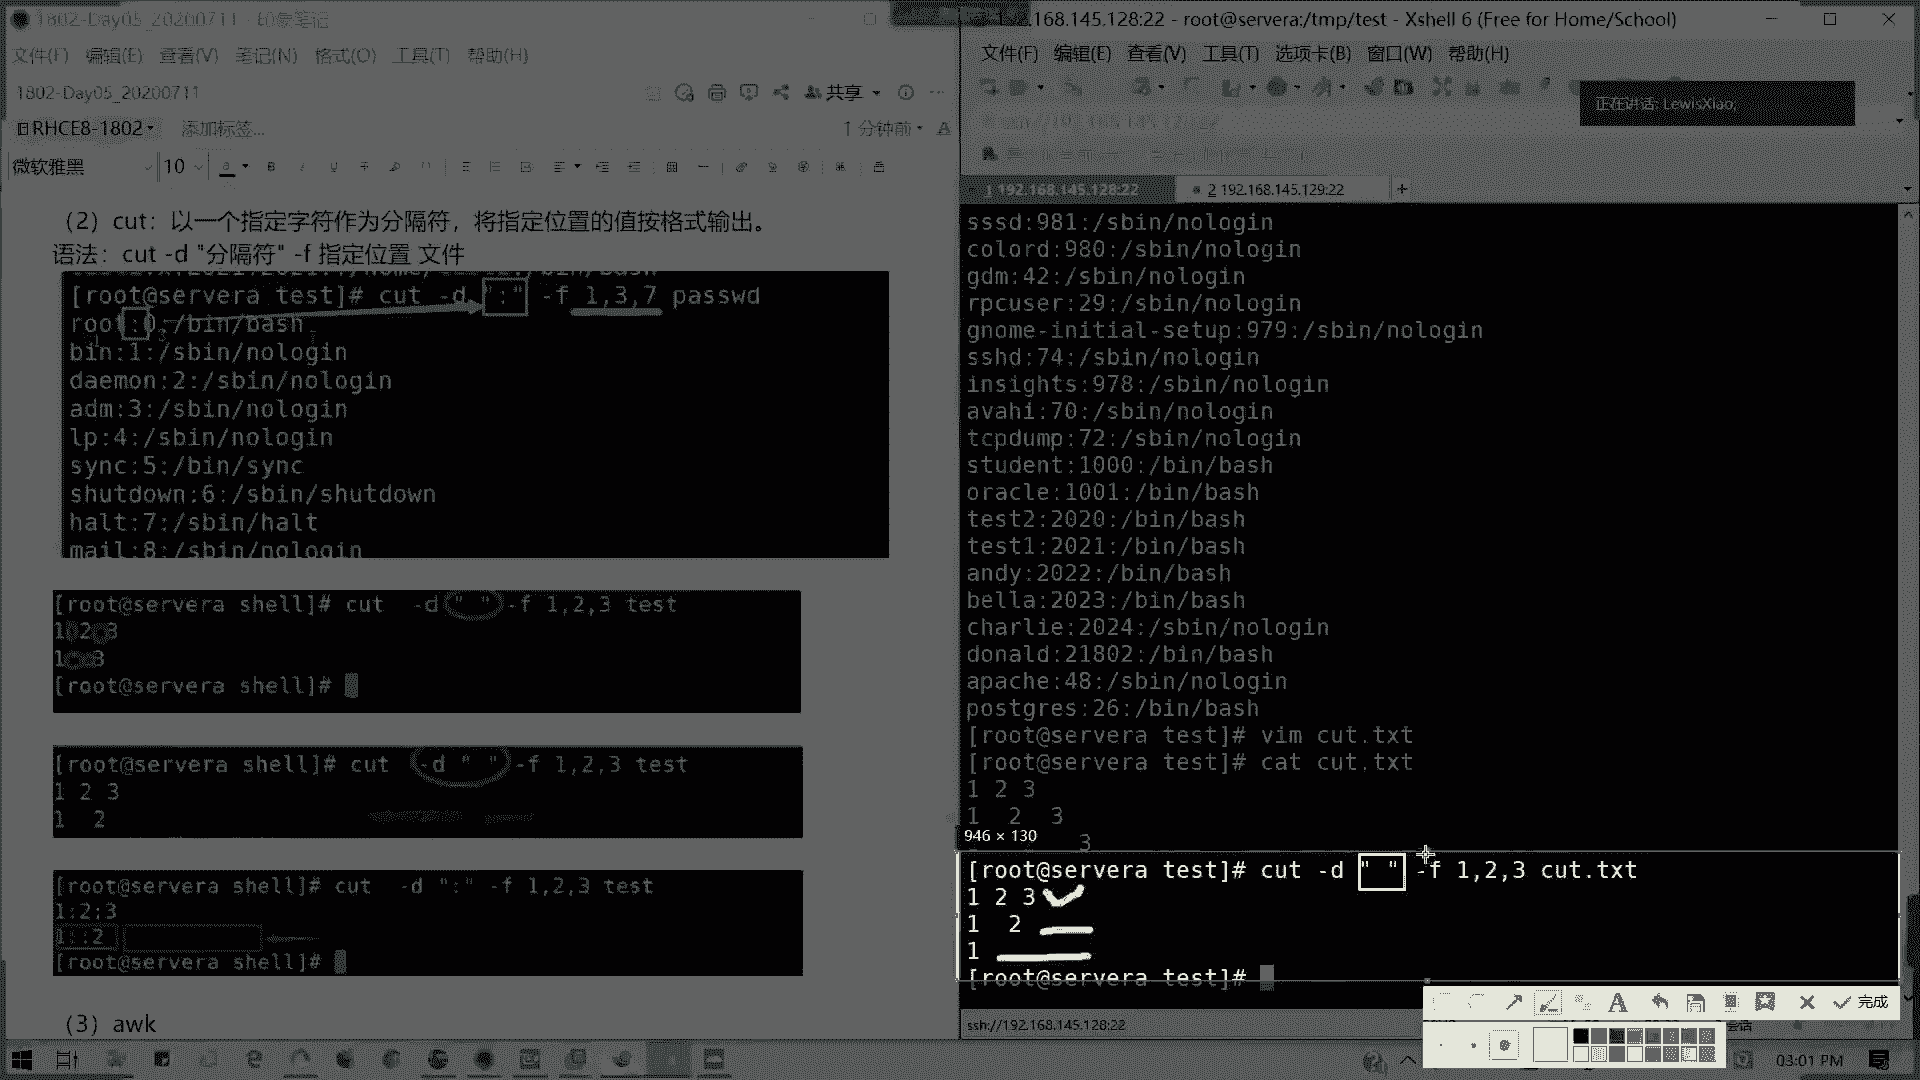 1802-Day05_20200711 - 印象笔记
文件(F) 编辑(E) 查看(V) 笔记(N) 格式(O) 工具(T) 帮助(H)
1802-Day05_20200711
共享
RHCE8-1802 添加标签...
1 分钟前
微软雅黑 10
（2）cut：以一个指定字符作为分隔符，将指定位置的值按格式输出。
语法：cut -d "分隔符" -f 指定位置 文件
[root@servera test]# cut -d ":" -f 1,3,7 passwd
root:0:/bin/bash
bin:1:/sbin/nologin
daemon:2:/sbin/nologin
adm:3:/sbin/nologin
lp:4:/sbin/nologin
sync:5:/bin/sync
shutdown:6:/sbin/shutdown
halt:7:/sbin/halt
mail:8:/sbin/nologin
[root@servera shell]# cut  -d " " -f 1,2,3 test
[root@servera shell]#
[root@servera shell]# cut  -d " " -f 1,2,3 test
1 2 3
1  2
[root@servera shell]# cut  -d ":" -f 1,2,3 test
1:2:3
1::2
[root@servera shell]#
（3）awk
192.168.145.128:22 - root@servera:/tmp/test - Xshell 6 (Free for Home/School)
文件(F) 编辑(E) 查看(V) 工具(T) 选项卡(B) 窗口(W) 帮助(H)
正在讲话: LewisXiao;
1 192.168.145.128:22
2 192.168.145.129:22 +
sssd:981:/sbin/nologin
colord:980:/sbin/nologin
gdm:42:/sbin/nologin
rpcuser:29:/sbin/nologin
gnome-initial-setup:979:/sbin/nologin
sshd:74:/sbin/nologin
insights:978:/sbin/nologin
avahi:70:/sbin/nologin
tcpdump:72:/sbin/nologin
student:1000:/bin/bash
oracle:1001:/bin/bash
test2:2020:/bin/bash
test1:2021:/bin/bash
andy:2022:/bin/bash
bella:2023:/bin/bash
charlie:2024:/sbin/nologin
donald:21802:/bin/bash
apache:48:/sbin/nologin
postgres:26:/bin/bash
[root@servera test]# vim cut.txt
[root@servera test]# cat cut.txt
1 2 3
1  2  3
3
946 × 130
[root@servera test]# cut -d " " -f 1,2,3 cut.txt
1 2 3
1  2
1
[root@servera test]#
ssh://192.168.145.128:22
完成
03:01 PM